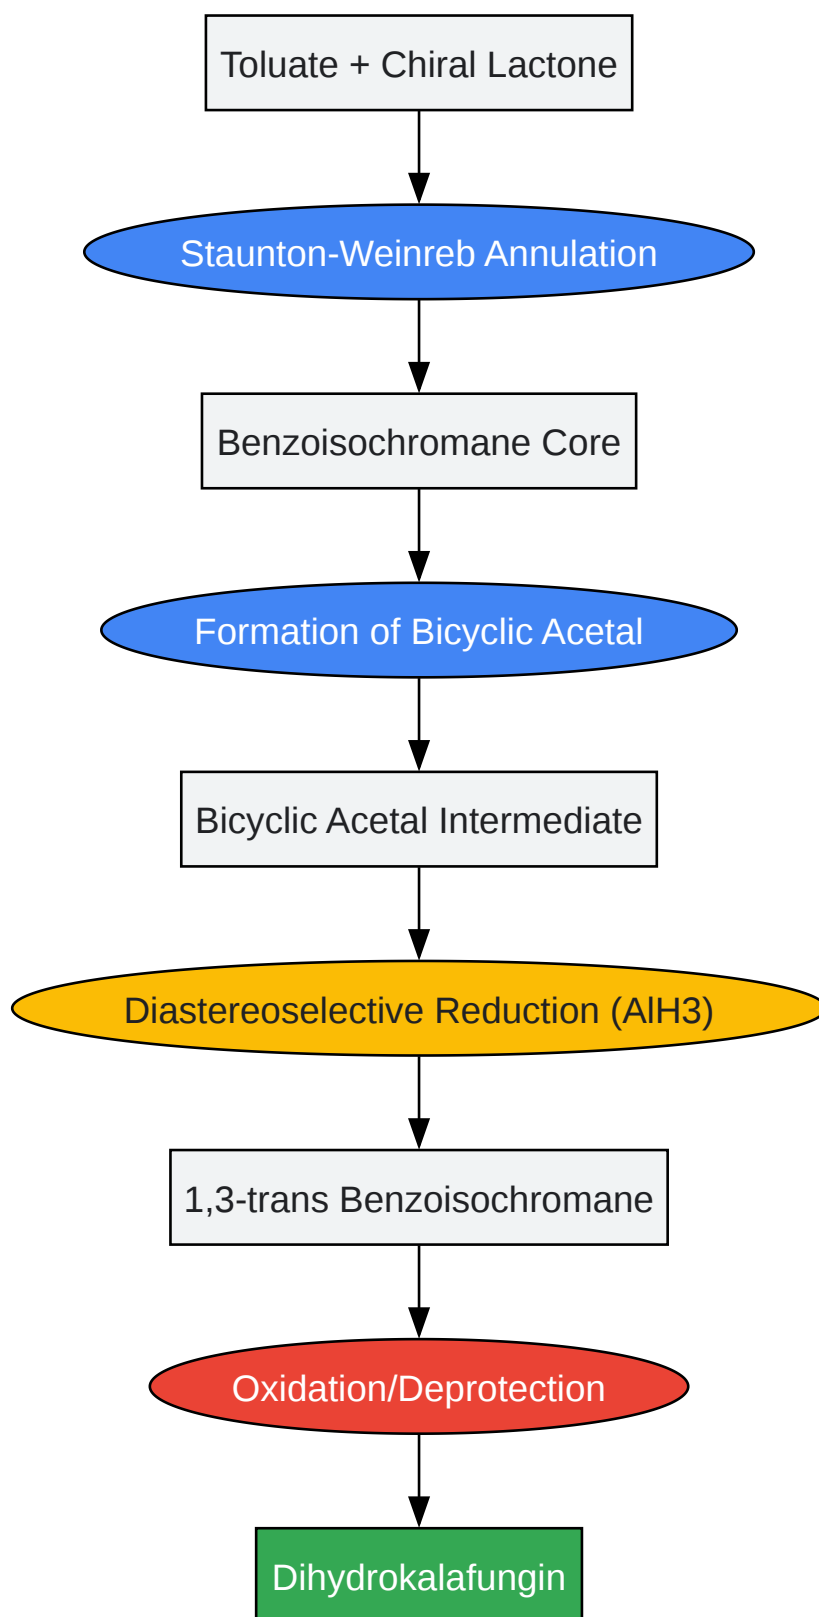 Toluate + Chiral Lactone
Staunton-Weinreb Annulation
Benzoisochromane Core
Formation of Bicyclic Acetal
Bicyclic Acetal Intermediate
Diastereoselective Reduction (AlH3)
1,3-trans Benzoisochromane
Oxidation/Deprotection
Dihydrokalafungin